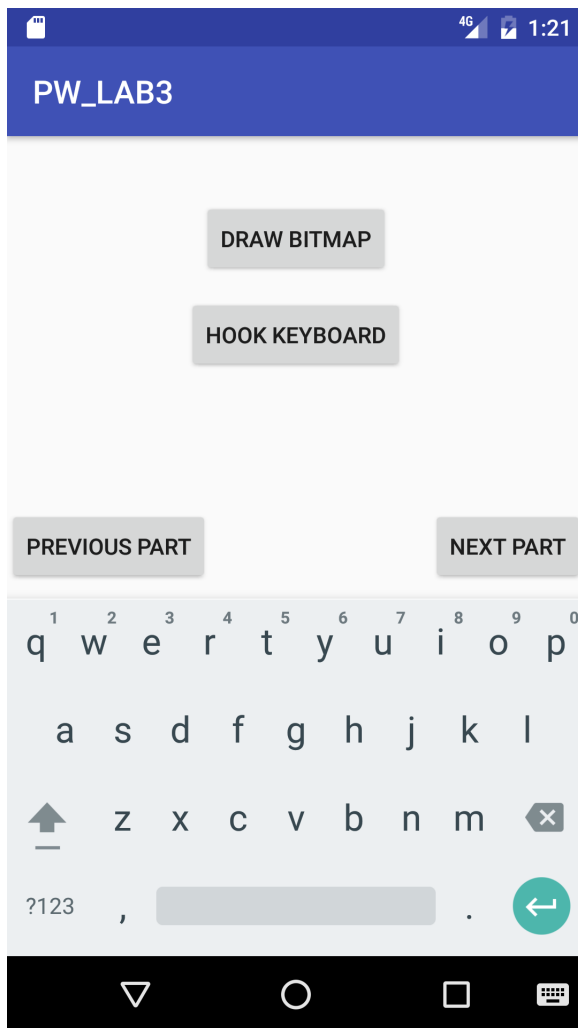 4G 1:21
PW_LAB3
DRAW BITMAP
HOOK KEYBOARD
PREVIOUS PART NEXT PART
1 2 3 4 5 6 7 8 9 0
q w e r t y u i o p
a s d f g h j k l
z x c v b n m
?123 , .